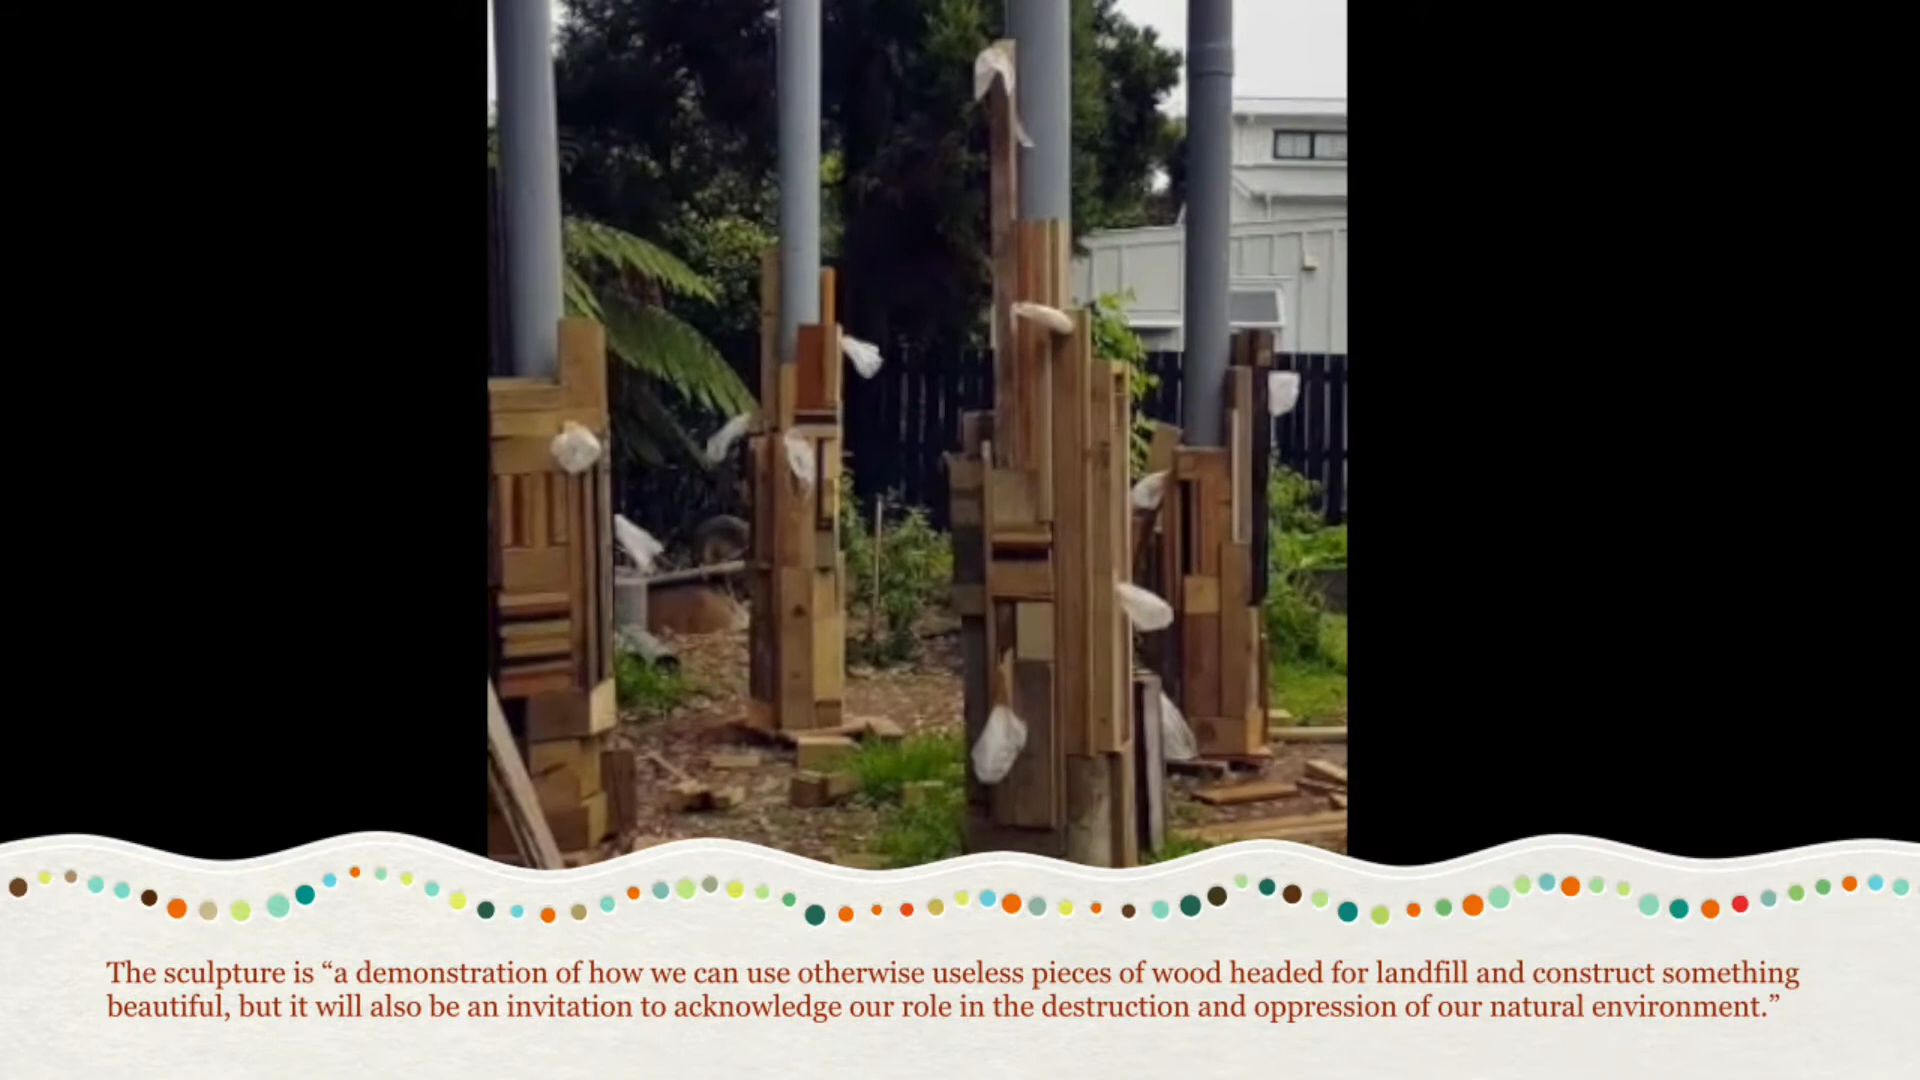 The sculpture is “a demonstration of how we can use otherwise useless pieces of wood headed for landfill and construct something
beautiful, but it will also be an invitation to acknowledge our role in the destruction and oppression of our natural environment.”